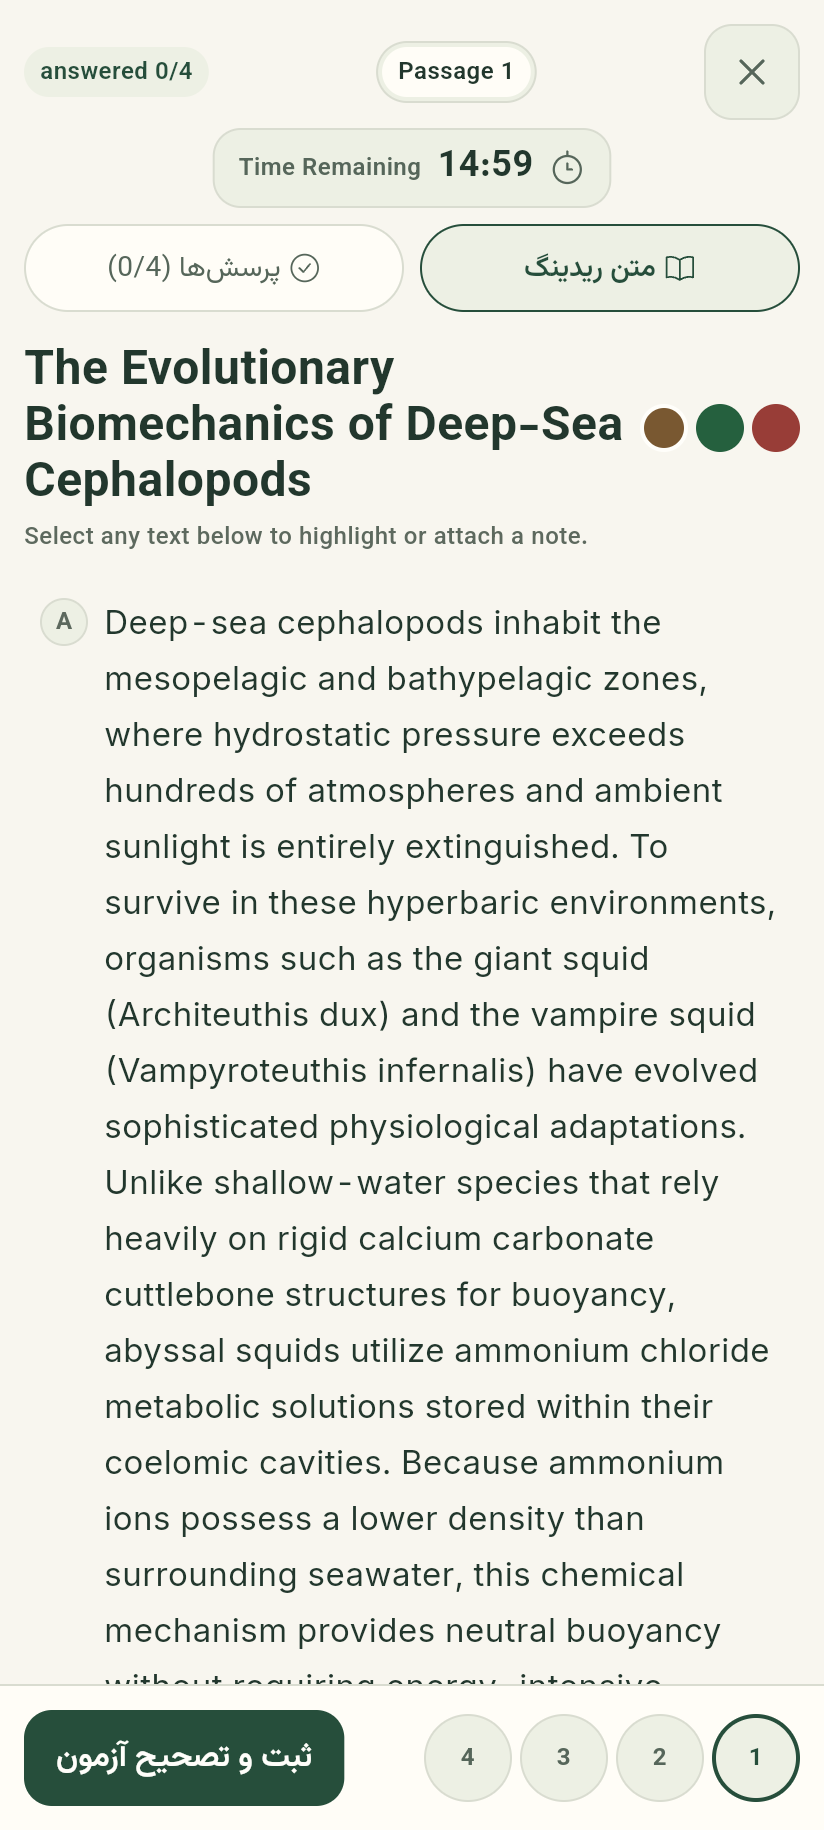 answered 0/4
Passage 1
Time Remaining 14:59
پرسش‌ها (0/4)
متن ریدینگ
The Evolutionary
Biomechanics of Deep-Sea
Cephalopods
Select any text below to highlight or attach a note.
A
Deep-sea cephalopods inhabit the
mesopelagic and bathypelagic zones,
where hydrostatic pressure exceeds
hundreds of atmospheres and ambient
sunlight is entirely extinguished. To
survive in these hyperbaric environments,
organisms such as the giant squid
(Architeuthis dux) and the vampire squid
(Vampyroteuthis infernalis) have evolved
sophisticated physiological adaptations.
Unlike shallow-water species that rely
heavily on rigid calcium carbonate
cuttlebone structures for buoyancy,
abyssal squids utilize ammonium chloride
metabolic solutions stored within their
coelomic cavities. Because ammonium
ions possess a lower density than
surrounding seawater, this chemical
mechanism provides neutral buoyancy
without requiring energy-intensive
ثبت و تصحیح آزمون
4
3
2
1